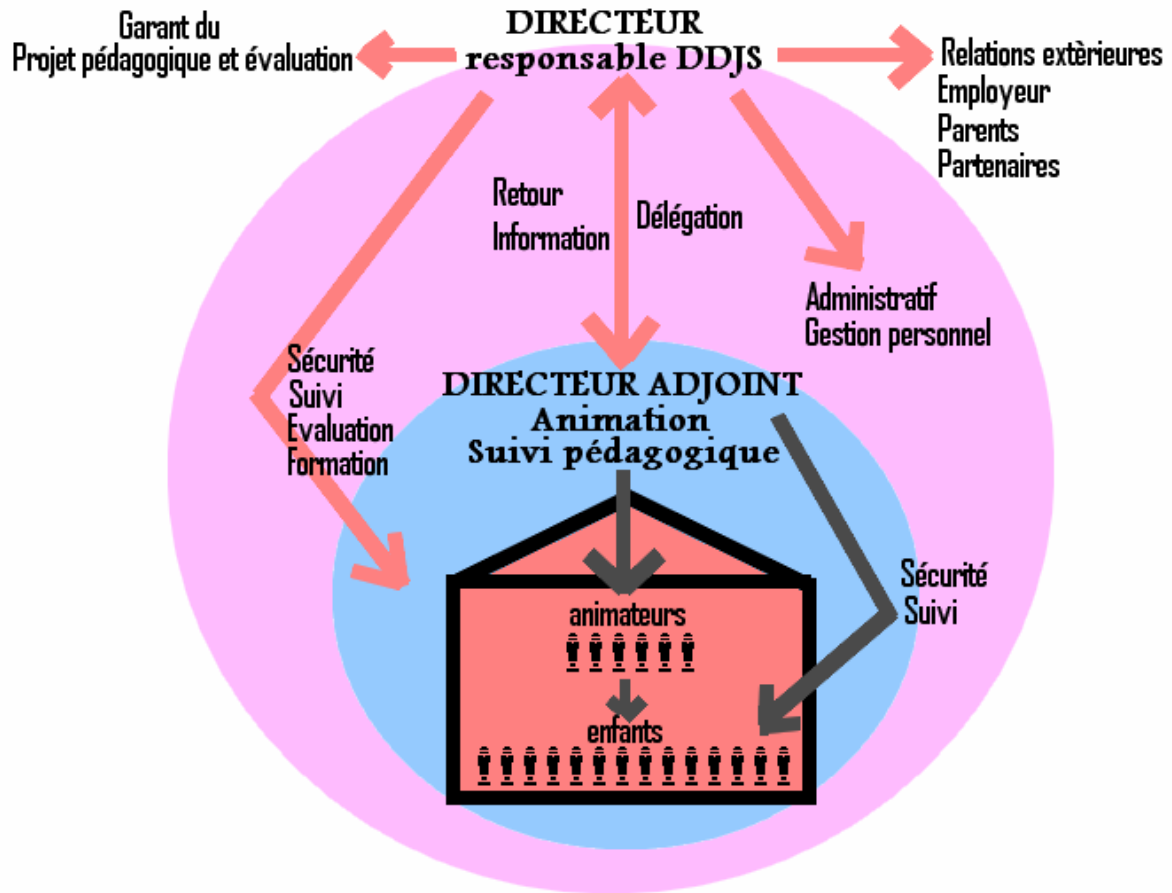 Garant du
Projet pédagogique et évaluation
DIRECTEUR
responsable DDJS
Relations extèrieures
Employeur
Parents
Partenaires
Retour
Information
Délégation
Administratif
Gestion personnel
Sécurité
Suivi
Evaluation
Formation
DIRECTEUR ADJOINT
Animation
Suivi pédagogique
Sécurité
Suivi
animateurs
enfants